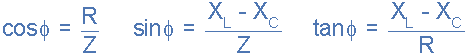 cosϕ = R/Z  sinϕ = (X_L - X_C)/Z  tanϕ = (X_L - X_C)/R